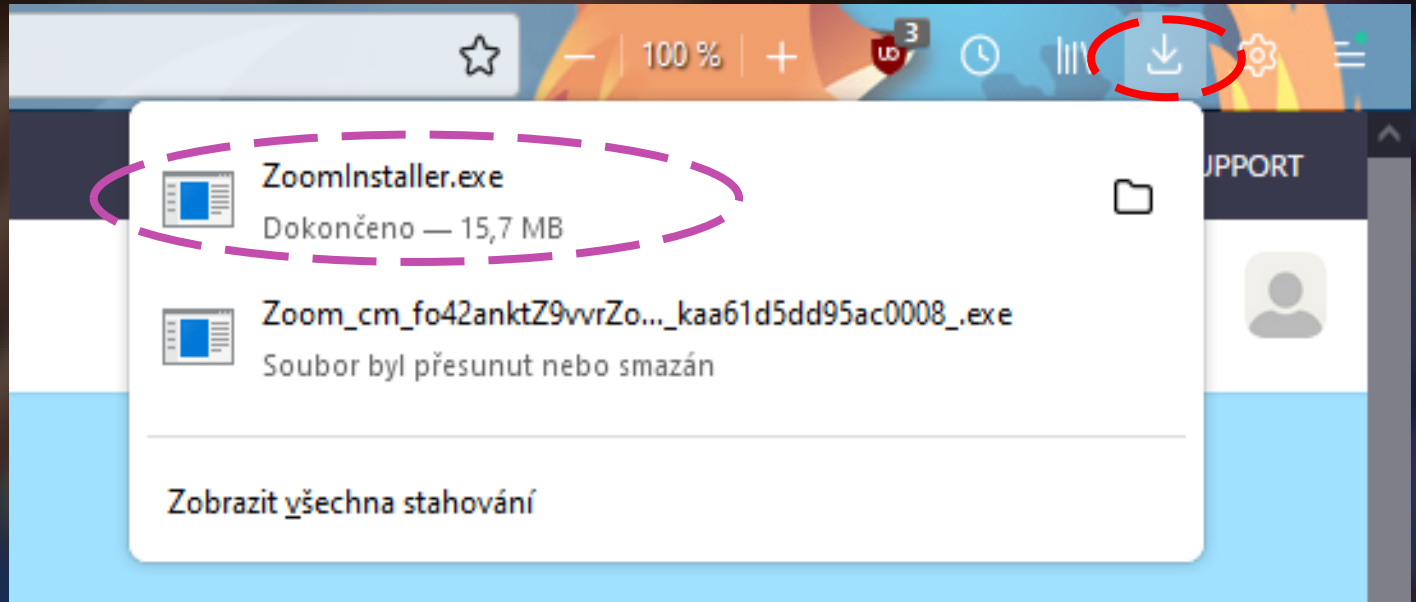 100 %
3
UPPORT
ZoomInstaller.exe
Dokončeno — 15,7 MB
Zoom_cm_fo42anktZ9vvrZo..._kaa61d5dd95ac0008_.exe
Soubor byl přesunut nebo smazán
Zobrazit všechna stahování